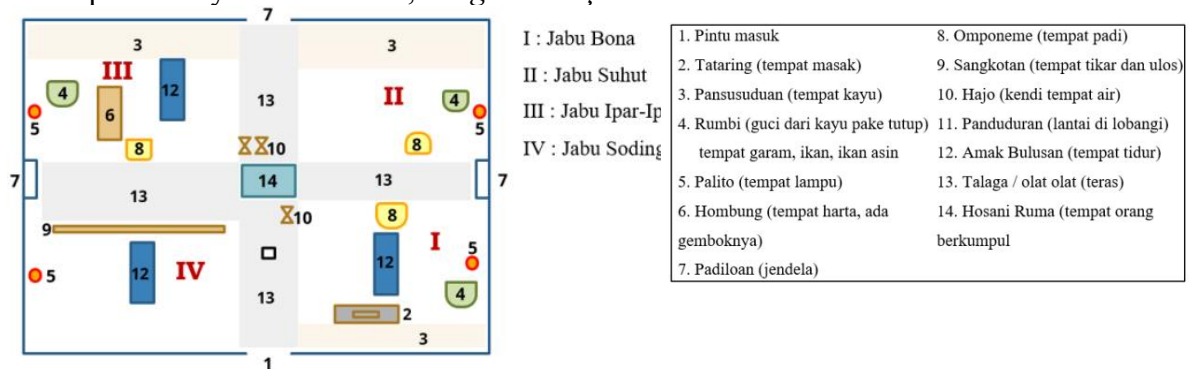 7
3
3
III
12
II
4
13
4
6
5
5
8
10
8
7
14
13
7
13
10
8
9
I
5
12
5
12
IV
13
4
2
3
1
I : Jabu Bona
II : Jabu Suhut
III : Jabu Ipar-Ip
IV : Jabu Soding
1. Pintu masuk
2. Tataring (tempat masak)
3. Pansusuduan (tempat kayu)
4. Rumbi (guci dari kayu pake tutup)
tempat garam, ikan, ikan asin
5. Palito (tempat lampu)
6. Hombung (tempat harta, ada
gemboknya)
7. Padiloan (jendela)
8. Omponeme (tempat padi)
9. Sangkotan (tempat tikar dan ulos)
10. Hajo (kendi tempat air)
11. Panduduran (lantai di lobangi)
12. Amak Bulusan (tempat tidur)
13. Talaga / olat olat (teras)
14. Hosani Ruma (tempat orang
berkumpul